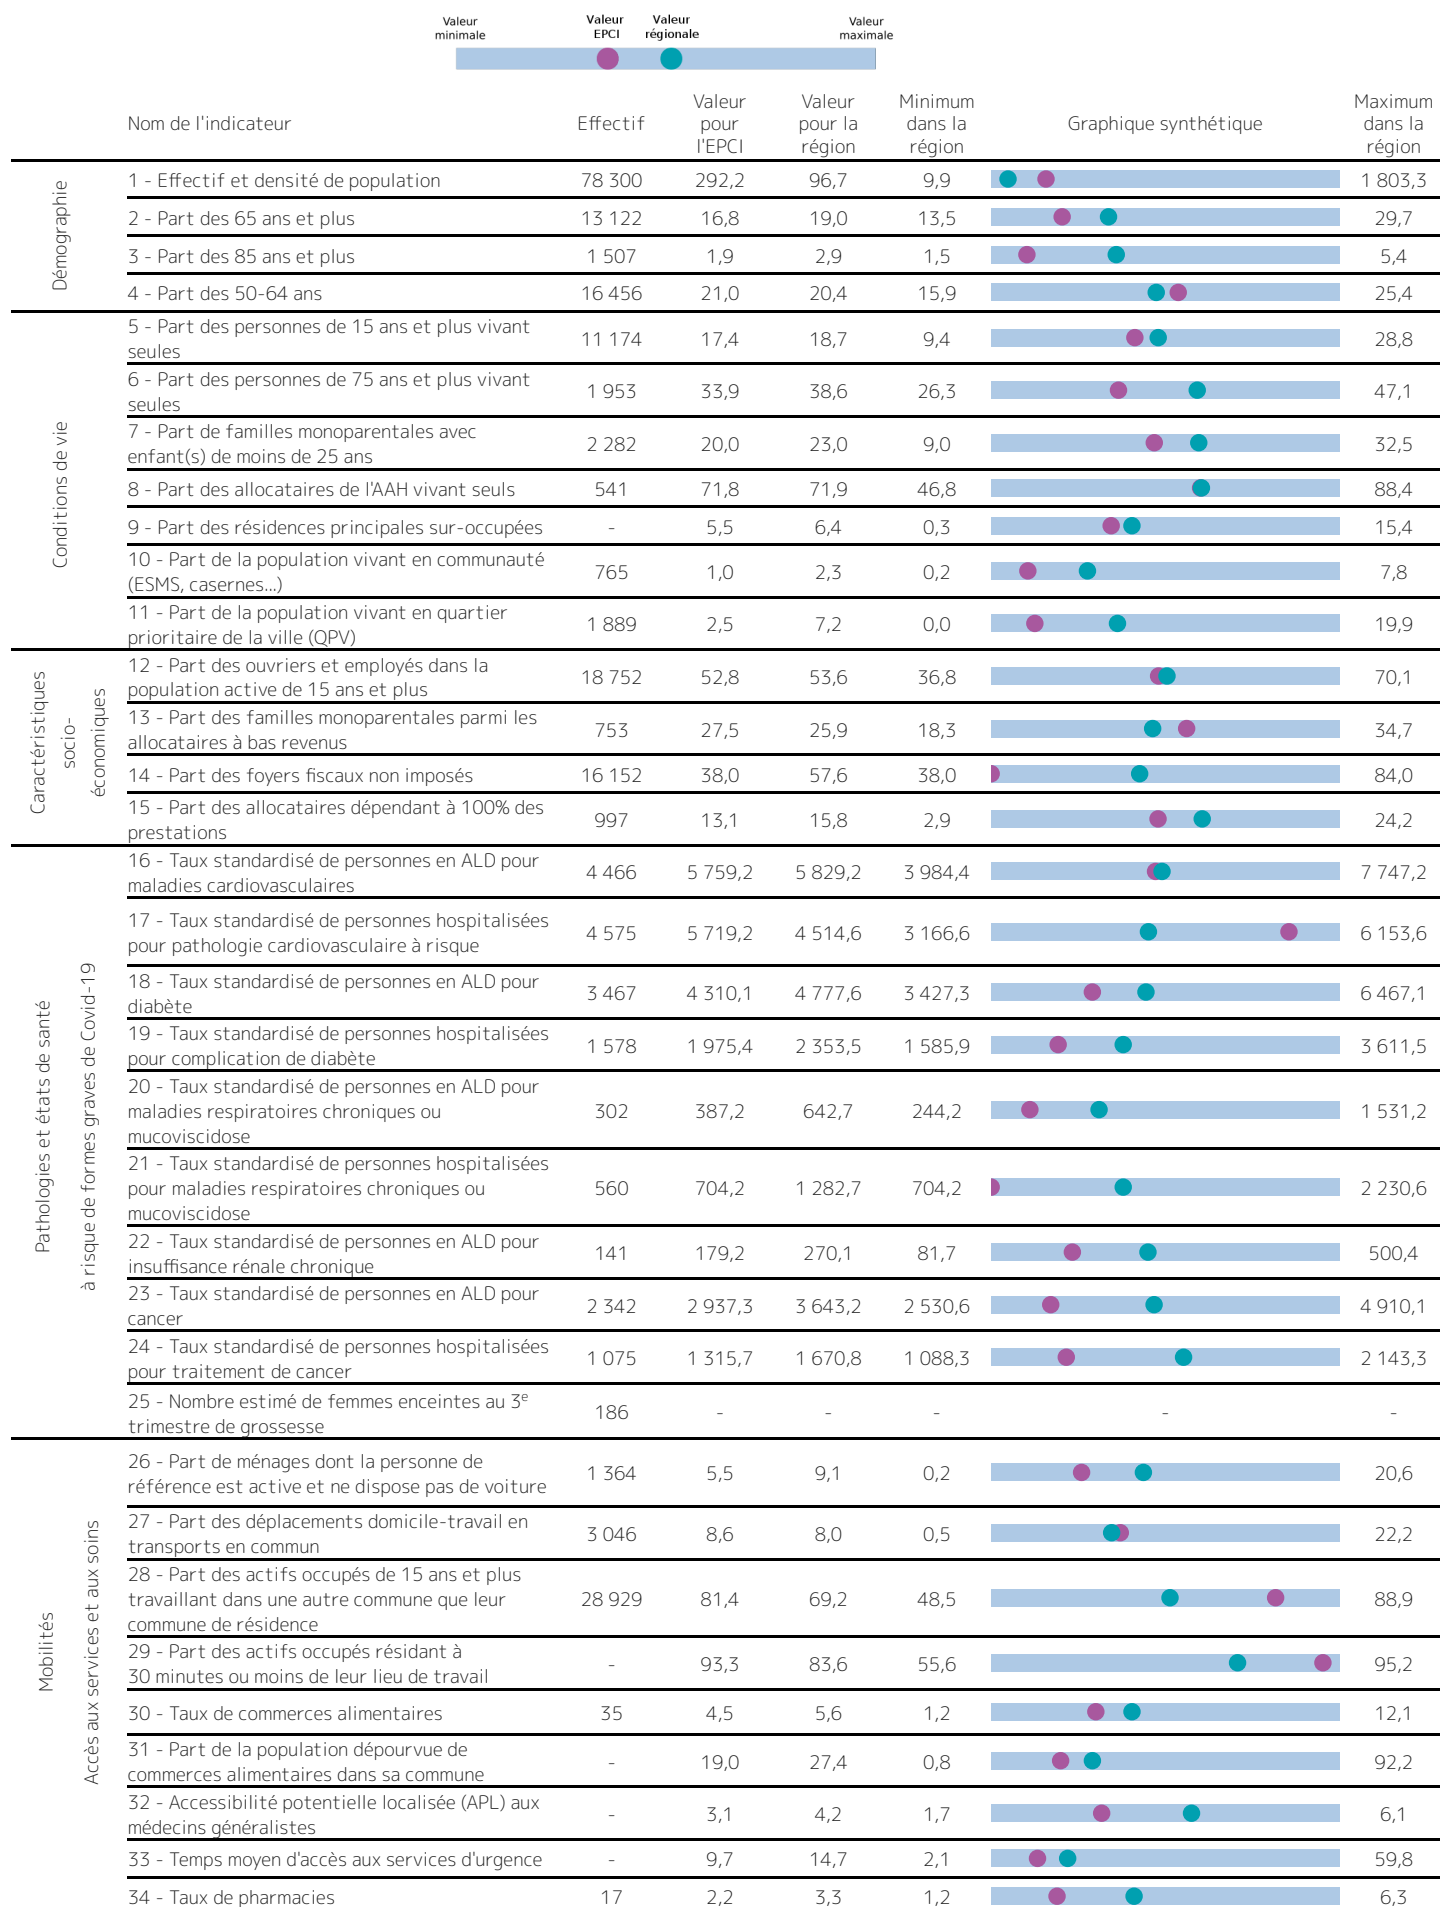 Valeur minimale
Valeur EPCI
Valeur régionale
Valeur maximale
Nom de l'indicateur
Effectif
Valeur pour l'EPCI
Valeur pour la région
Minimum dans la région
Graphique synthétique
Maximum dans la région
Démographie
1 - Effectif et densité de population 78 300 292,2 96,7 9,9 1 803,3
2 - Part des 65 ans et plus 13 122 16,8 19,0 13,5 29,7
3 - Part des 85 ans et plus 1 507 1,9 2,9 1,5 5,4
4 - Part des 50-64 ans 16 456 21,0 20,4 15,9 25,4
Conditions de vie
5 - Part des personnes de 15 ans et plus vivant
seules 11 174 17,4 18,7 9,4 28,8
6 - Part des personnes de 75 ans et plus vivant
seules 1 953 33,9 38,6 26,3 47,1
7 - Part de familles monoparentales avec
enfant(s) de moins de 25 ans 2 282 20,0 23,0 9,0 32,5
8 - Part des allocataires de l'AAH vivant seuls 541 71,8 71,9 46,8 88,4
9 - Part des résidences principales sur-occupées - 5,5 6,4 0,3 15,4
10 - Part de la population vivant en communauté
(ESMS, casernes...) 765 1,0 2,3 0,2 7,8
11 - Part de la population vivant en quartier
prioritaire de la ville (QPV) 1 889 2,5 7,2 0,0 19,9
Caractéristiques
socio-
économiques
12 - Part des ouvriers et employés dans la
population active de 15 ans et plus 18 752 52,8 53,6 36,8 70,1
13 - Part des familles monoparentales parmi les
allocataires à bas revenus 753 27,5 25,9 18,3 34,7
14 - Part des foyers fiscaux non imposés 16 152 38,0 57,6 38,0 84,0
15 - Part des allocataires dépendant à 100% des
prestations 997 13,1 15,8 2,9 24,2
Pathologies et états de santé
à risque de formes graves de Covid-19
16 - Taux standardisé de personnes en ALD pour
maladies cardiovasculaires 4 466 5 759,2 5 829,2 3 984,4 7 747,2
17 - Taux standardisé de personnes hospitalisées
pour pathologie cardiovasculaire à risque 4 575 5 719,2 4 514,6 3 166,6 6 153,6
18 - Taux standardisé de personnes en ALD pour
diabète 3 467 4 310,1 4 777,6 3 427,3 6 467,1
19 - Taux standardisé de personnes hospitalisées
pour complication de diabète 1 578 1 975,4 2 353,5 1 585,9 3 611,5
20 - Taux standardisé de personnes en ALD pour
maladies respiratoires chroniques ou
mucoviscidose 302 387,2 642,7 244,2 1 531,2
21 - Taux standardisé de personnes hospitalisées
pour maladies respiratoires chroniques ou
mucoviscidose 560 704,2 1 282,7 704,2 2 230,6
22 - Taux standardisé de personnes en ALD pour
insuffisance rénale chronique 141 179,2 270,1 81,7 500,4
23 - Taux standardisé de personnes en ALD pour
cancer 2 342 2 937,3 3 643,2 2 530,6 4 910,1
24 - Taux standardisé de personnes hospitalisées
pour traitement de cancer 1 075 1 315,7 1 670,8 1 088,3 2 143,3
25 - Nombre estimé de femmes enceintes au 3e
trimestre de grossesse 186 - - - - -
Mobilités
Accès aux services et aux soins
26 - Part de ménages dont la personne de
référence est active et ne dispose pas de voiture 1 364 5,5 9,1 0,2 20,6
27 - Part des déplacements domicile-travail en
transports en commun 3 046 8,6 8,0 0,5 22,2
28 - Part des actifs occupés de 15 ans et plus
travaillant dans une autre commune que leur
commune de résidence 28 929 81,4 69,2 48,5 88,9
29 - Part des actifs occupés résidant à
30 minutes ou moins de leur lieu de travail - 93,3 83,6 55,6 95,2
30 - Taux de commerces alimentaires 35 4,5 5,6 1,2 12,1
31 - Part de la population dépourvue de
commerces alimentaires dans sa commune - 19,0 27,4 0,8 92,2
32 - Accessibilité potentielle localisée (APL) aux
médecins généralistes - 3,1 4,2 1,7 6,1
33 - Temps moyen d'accès aux services d'urgence - 9,7 14,7 2,1 59,8
34 - Taux de pharmacies 17 2,2 3,3 1,2 6,3